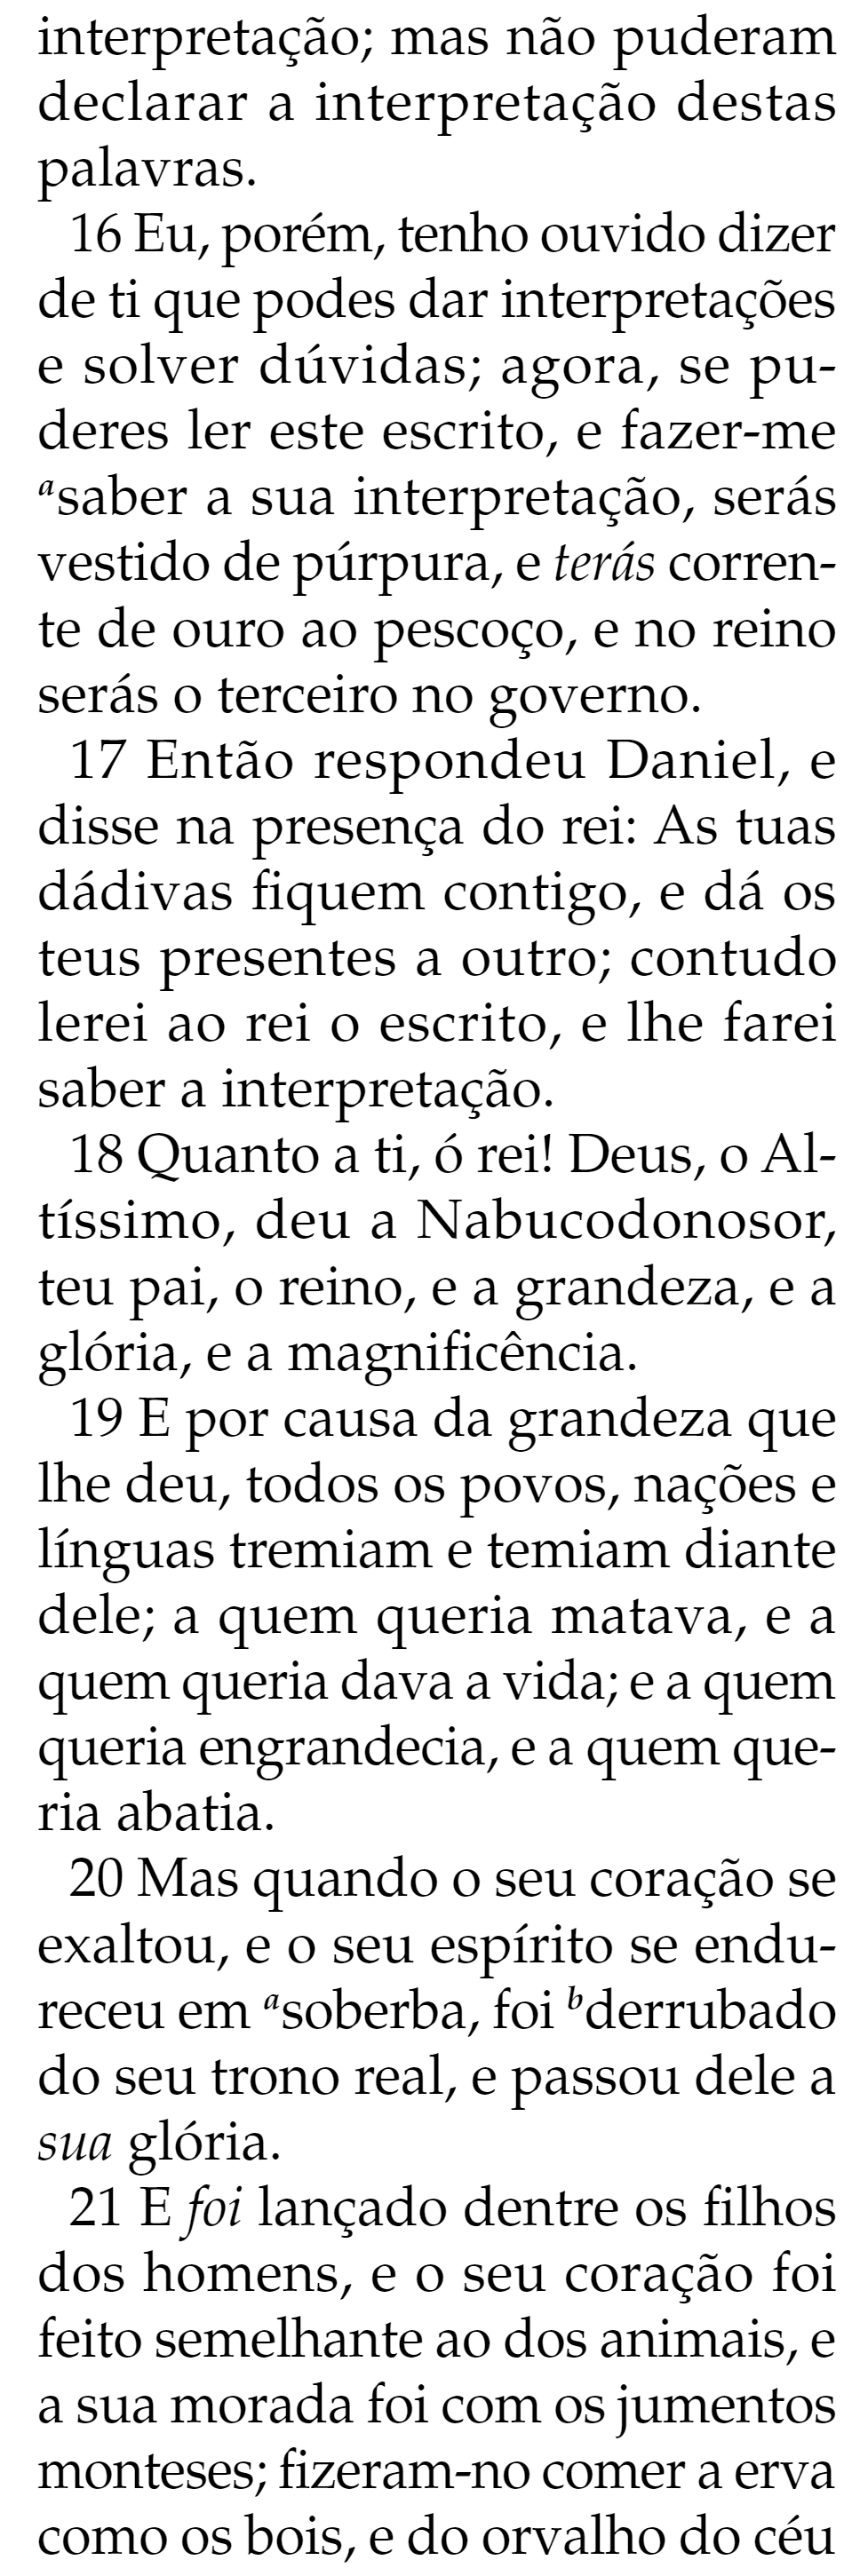 interpretação; mas não puderam
declarar a interpretação destas
palavras.
16 Eu, porém, tenho ouvido dizer
de ti que podes dar interpretações
e solver dúvidas; agora, se pu-
deres ler este escrito, e fazer-me
ᵃsaber a sua interpretação, serás
vestido de púrpura, e terás corren-
te de ouro ao pescoço, e no reino
serás o terceiro no governo.
17 Então respondeu Daniel, e
disse na presença do rei: As tuas
dádivas fiquem contigo, e dá os
teus presentes a outro; contudo
lerei ao rei o escrito, e lhe farei
saber a interpretação.
18 Quanto a ti, ó rei! Deus, o Al-
tíssimo, deu a Nabucodonosor,
teu pai, o reino, e a grandeza, e a
glória, e a magnificência.
19 E por causa da grandeza que
lhe deu, todos os povos, nações e
línguas tremiam e temiam diante
dele; a quem queria matava, e a
quem queria dava a vida; e a quem
queria engrandecia, e a quem que-
ria abatia.
20 Mas quando o seu coração se
exaltou, e o seu espírito se endu-
receu em ᵃsoberba, foi ᵇderrubado
do seu trono real, e passou dele a
sua glória.
21 E foi lançado dentre os filhos
dos homens, e o seu coração foi
feito semelhante ao dos animais, e
a sua morada foi com os jumentos
monteses; fizeram-no comer a erva
como os bois, e do orvalho do céu